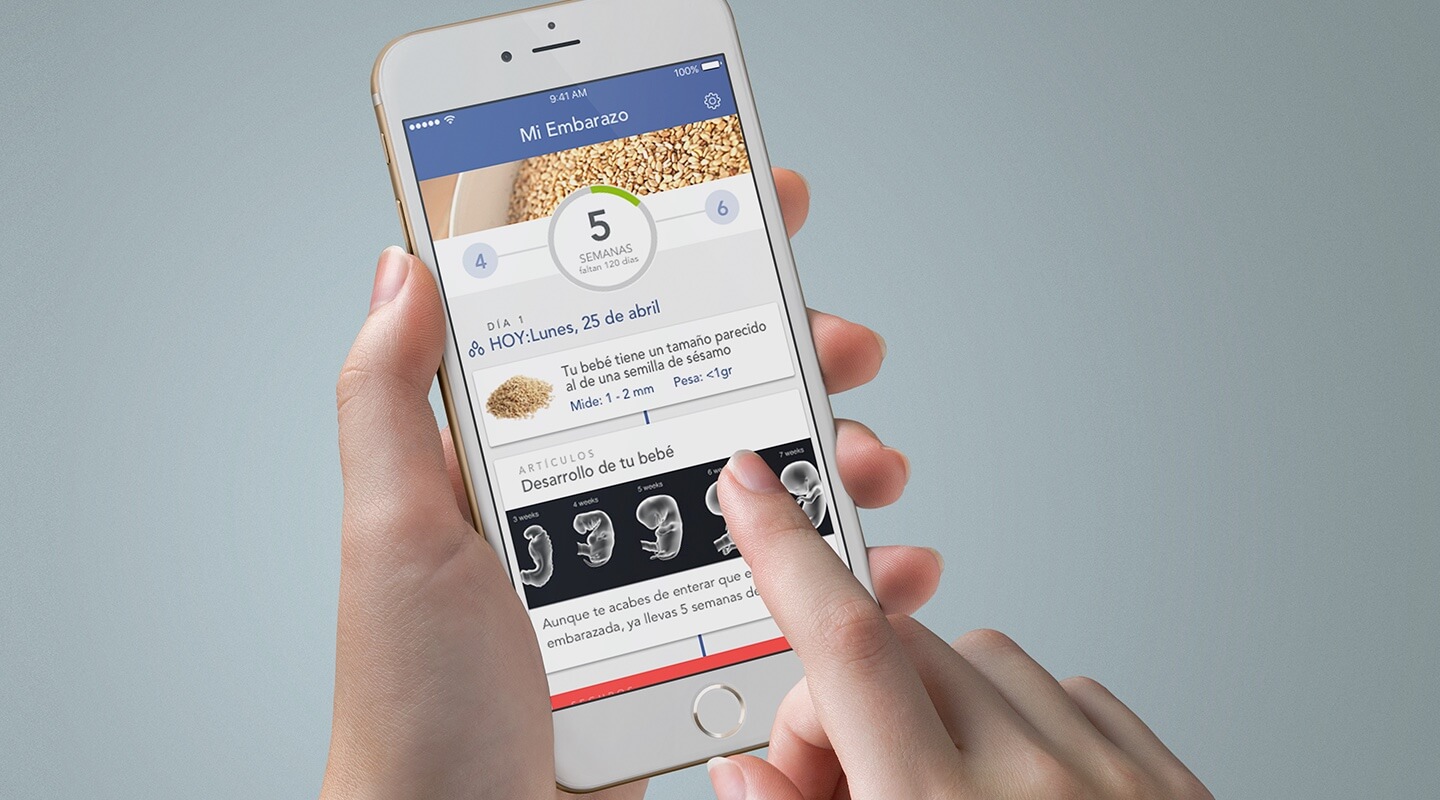 100%
9:41 AM
Mi Embarazo
4
5
6
SEMANAS
faltan 120 días
DÍA 1
HOY:Lunes, 25 de abril
Tu bebé tiene un tamaño parecido
al de una semilla de sésamo
Mide: 1 - 2 mm Pesa: <1gr
ARTÍCULOS
Desarrollo de tu bebé
3 weeks
4 weeks
5 weeks
6
7 weeks
Aunque te acabes de enterar que
embarazada, ya llevas 5 semanas